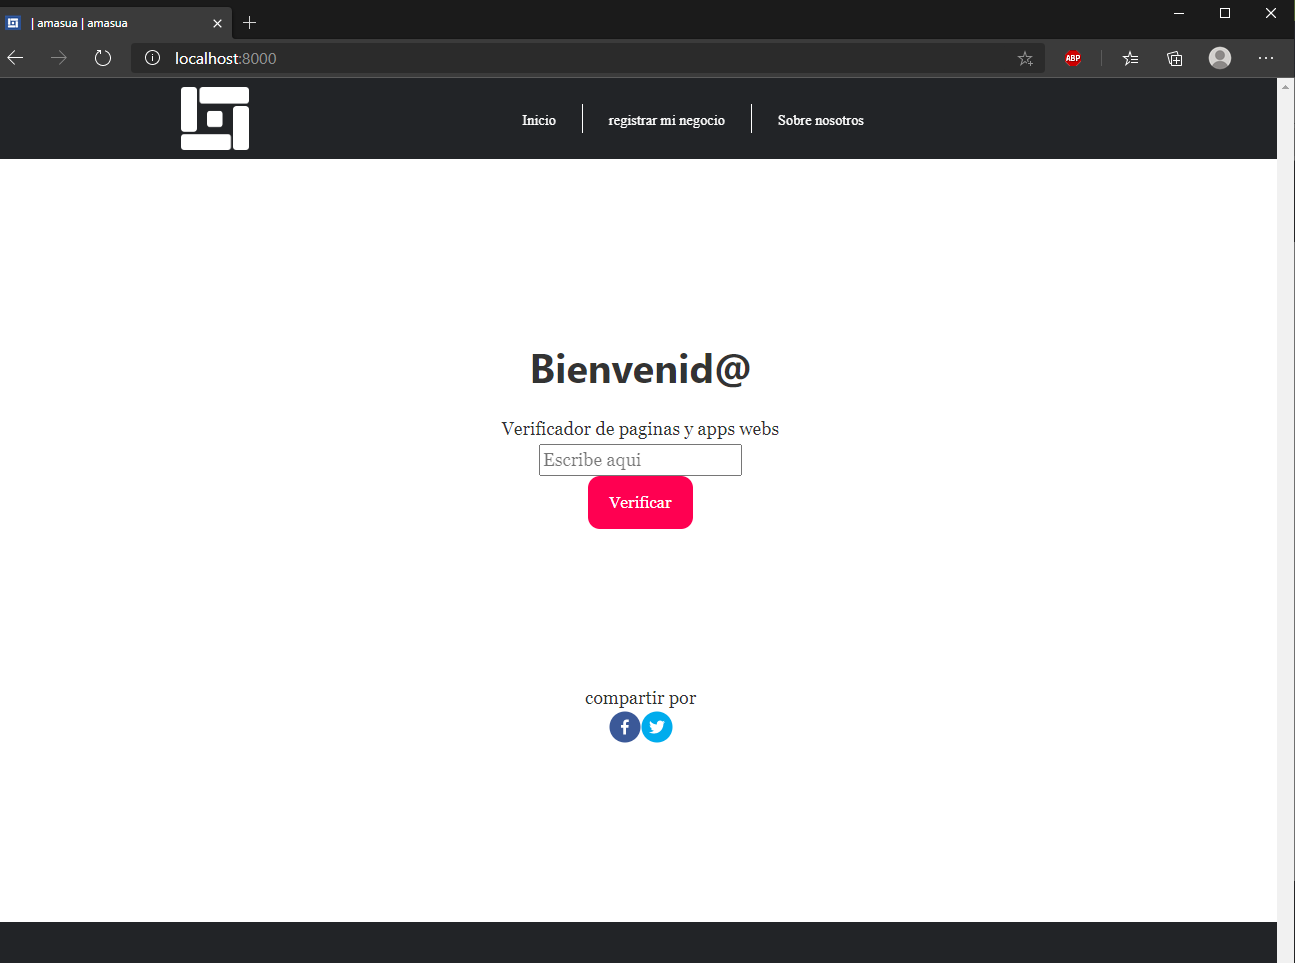 | amasua | amasua
localhost:8000
ABP
Inicio
registrar mi negocio
Sobre nosotros
Bienvenid@
Verificador de paginas y apps webs
Escribe aqui
Verificar
compartir por